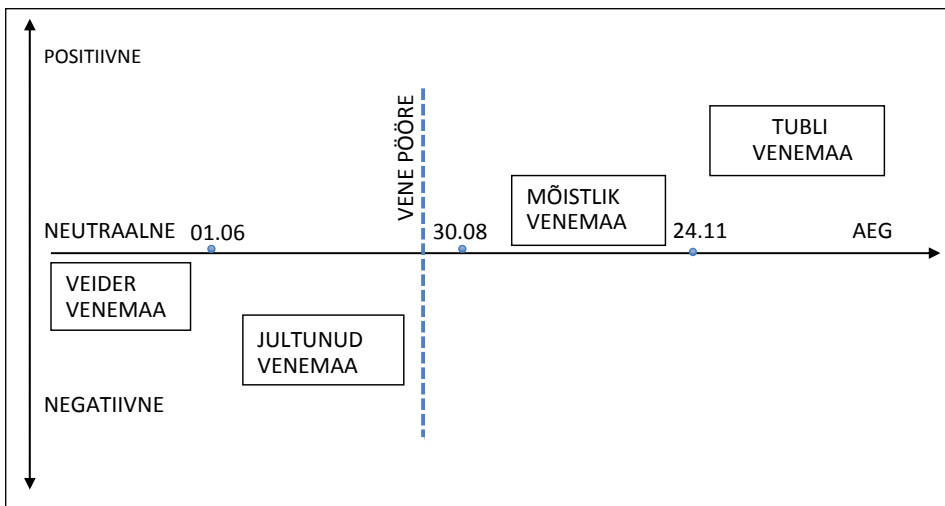 POSITIIVNE
VENE PÖÖRE
TUBLI
VENEMAA
MÕISTLIK
VENEMAA
NEUTRAALNE 01.06 30.08 24.11 AEG
VEIDER
VENEMAA
JULTUNUD
VENEMAA
NEGATIIVNE